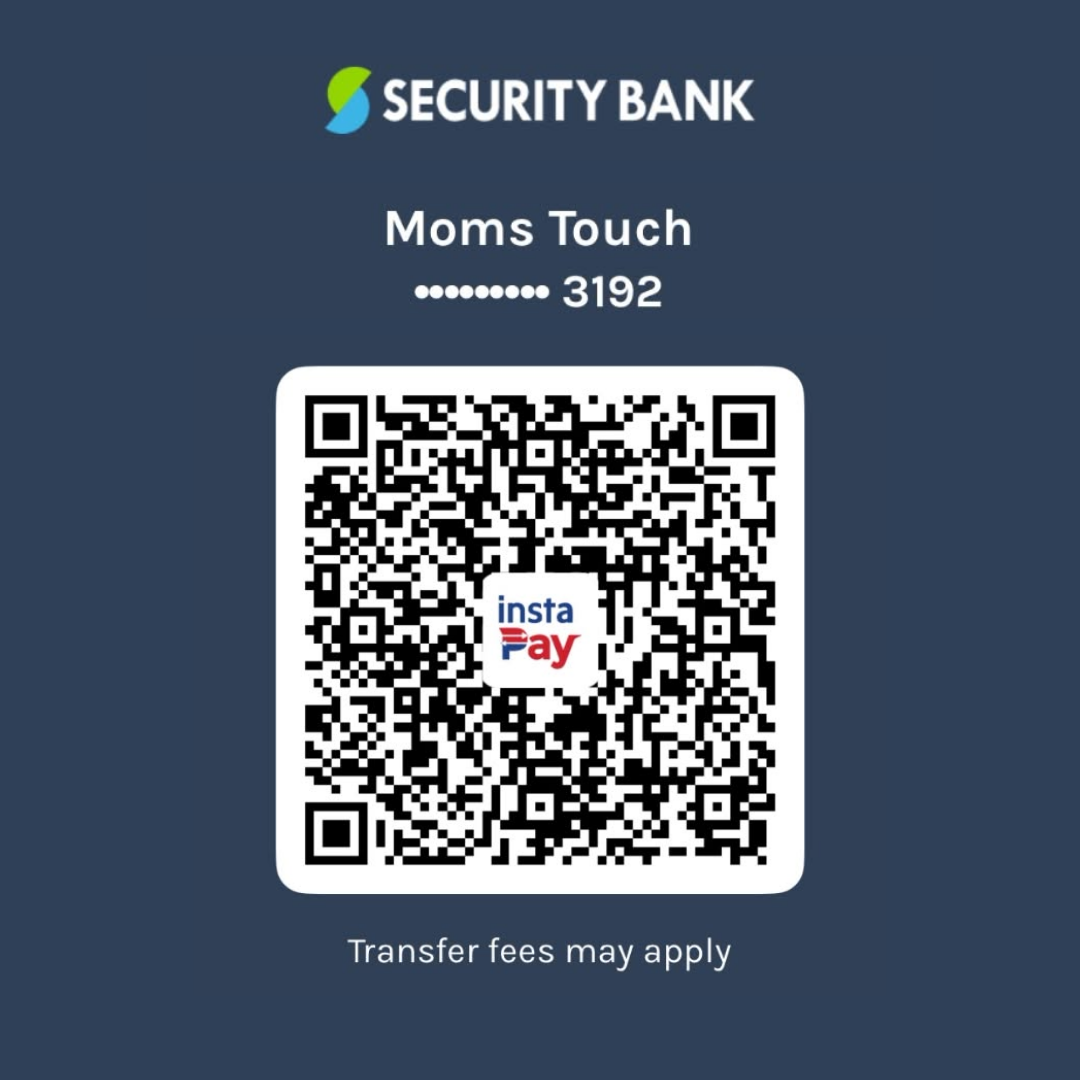 SECURITY BANK
Moms Touch
••••••••• 3192
insta
Pay
Transfer fees may apply